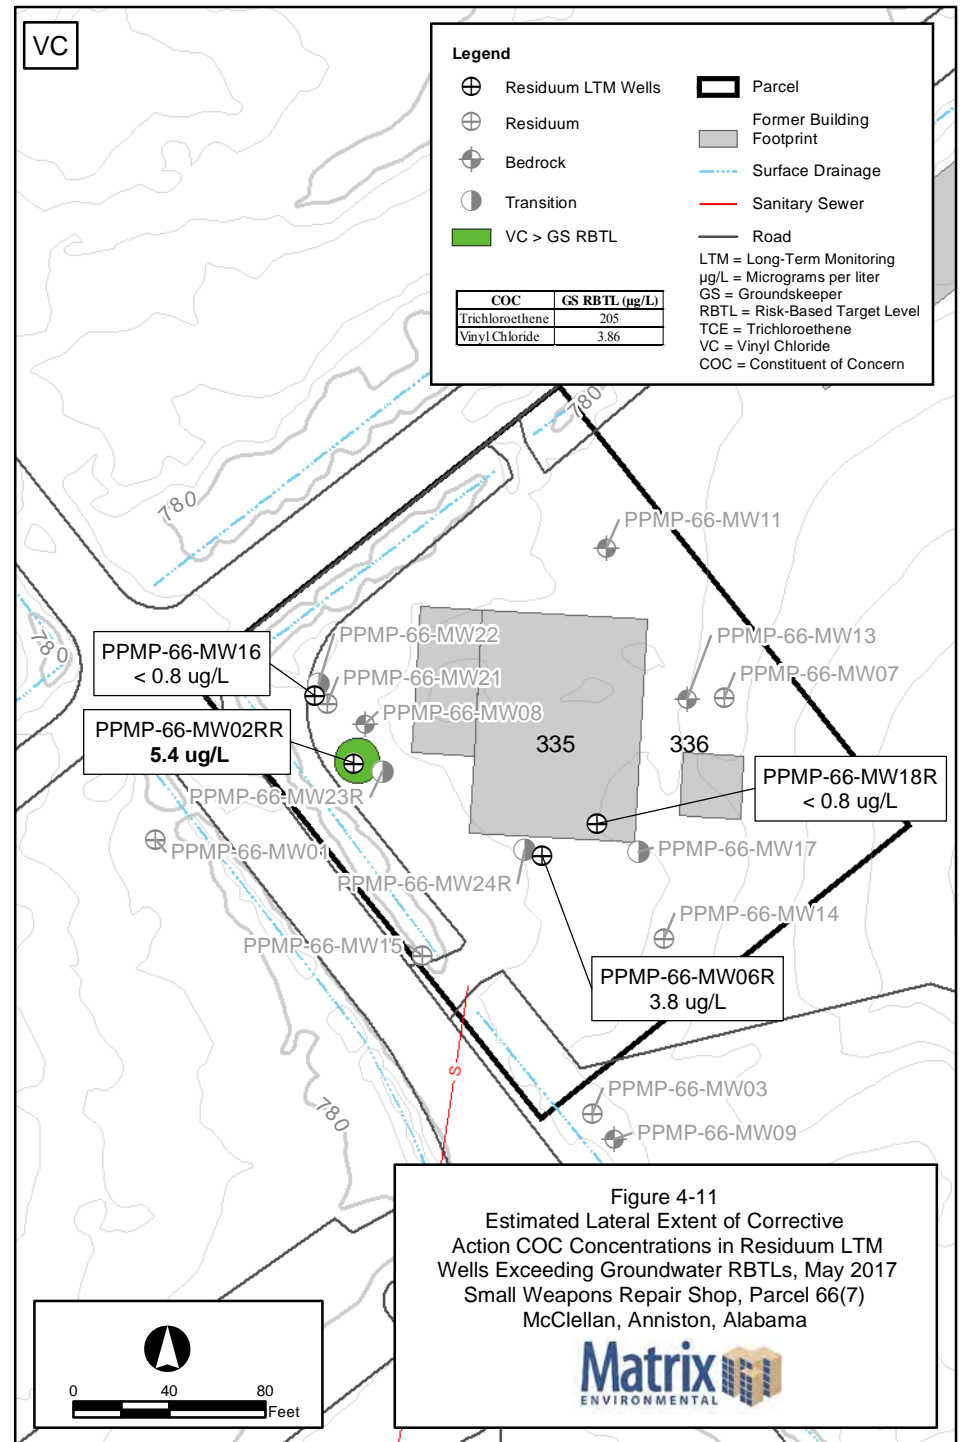 VC
Legend
Residuum LTM Wells
Residuum
Bedrock
Transition
VC > GS RBTL
Parcel
Former Building
Footprint
Surface Drainage
Sanitary Sewer
Road
LTM = Long-Term Monitoring
µg/L = Micrograms per liter
GS = Groundskeeper
RBTL = Risk-Based Target Level
TCE = Trichloroethene
VC = Vinyl Chloride
COC = Constituent of Concern
COC GS RBTL (µg/L)
Trichloroethene 205
Vinyl Chloride 3.86
780
780
PPMP-66-MW11
780
PPMP-66-MW22
PPMP-66-MW13
PPMP-66-MW16
< 0.8 ug/L
PPMP-66-MW21
PPMP-66-MW07
PPMP-66-MW08
PPMP-66-MW02RR
5.4 ug/L
335
336
PPMP-66-MW18R
< 0.8 ug/L
PPMP-66-MW23R
PPMP-66-MW01
PPMP-66-MW17
PPMP-66-MW24R
PPMP-66-MW14
PPMP-66-MW15
PPMP-66-MW06R
3.8 ug/L
S
780
PPMP-66-MW03
PPMP-66-MW09
Figure 4-11
Estimated Lateral Extent of Corrective
Action COC Concentrations in Residuum LTM
Wells Exceeding Groundwater RBTLs, May 2017
Small Weapons Repair Shop, Parcel 66(7)
McClellan, Anniston, Alabama
Matrix
ENVIRONMENTAL
0 40 80
Feet